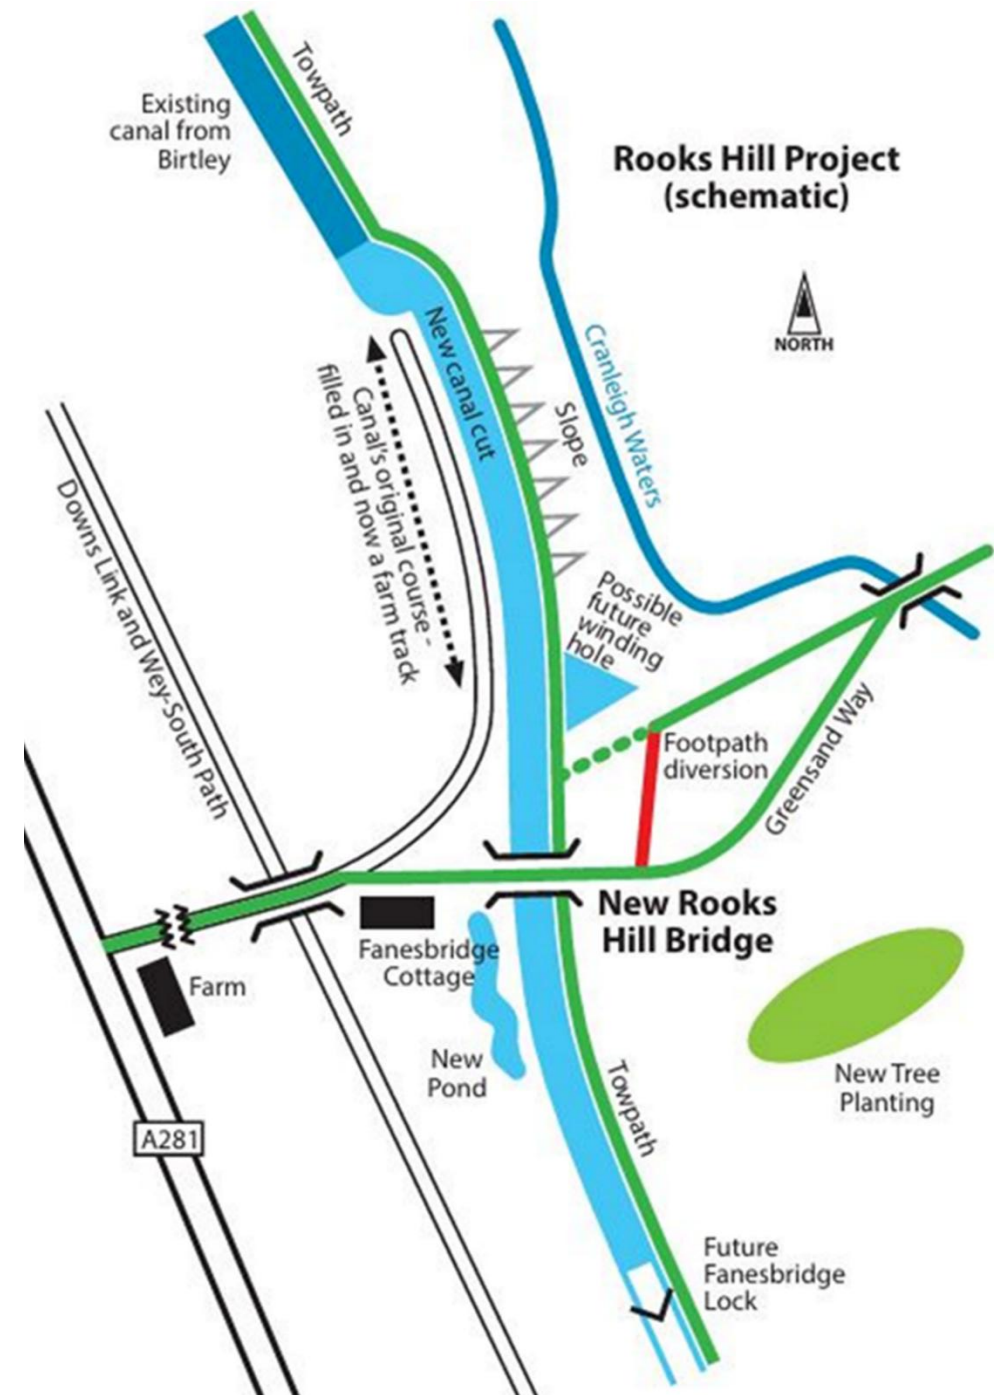 Towpath
Existing
canal from
Birtley
Rooks Hill Project
(schematic)
NORTH
New canal cut
Cranleigh Waters
Slope
Canal's original course -
filled in and now a farm track
Downs Link and Wey-South Path
Possible
future
winding
hole
Footpath
diversion
Greensand Way
New Rooks
Hill Bridge
Fanesbridge
Cottage
Farm
New
Pond
Towpath
New Tree
Planting
A281
Future
Fanesbridge
Lock